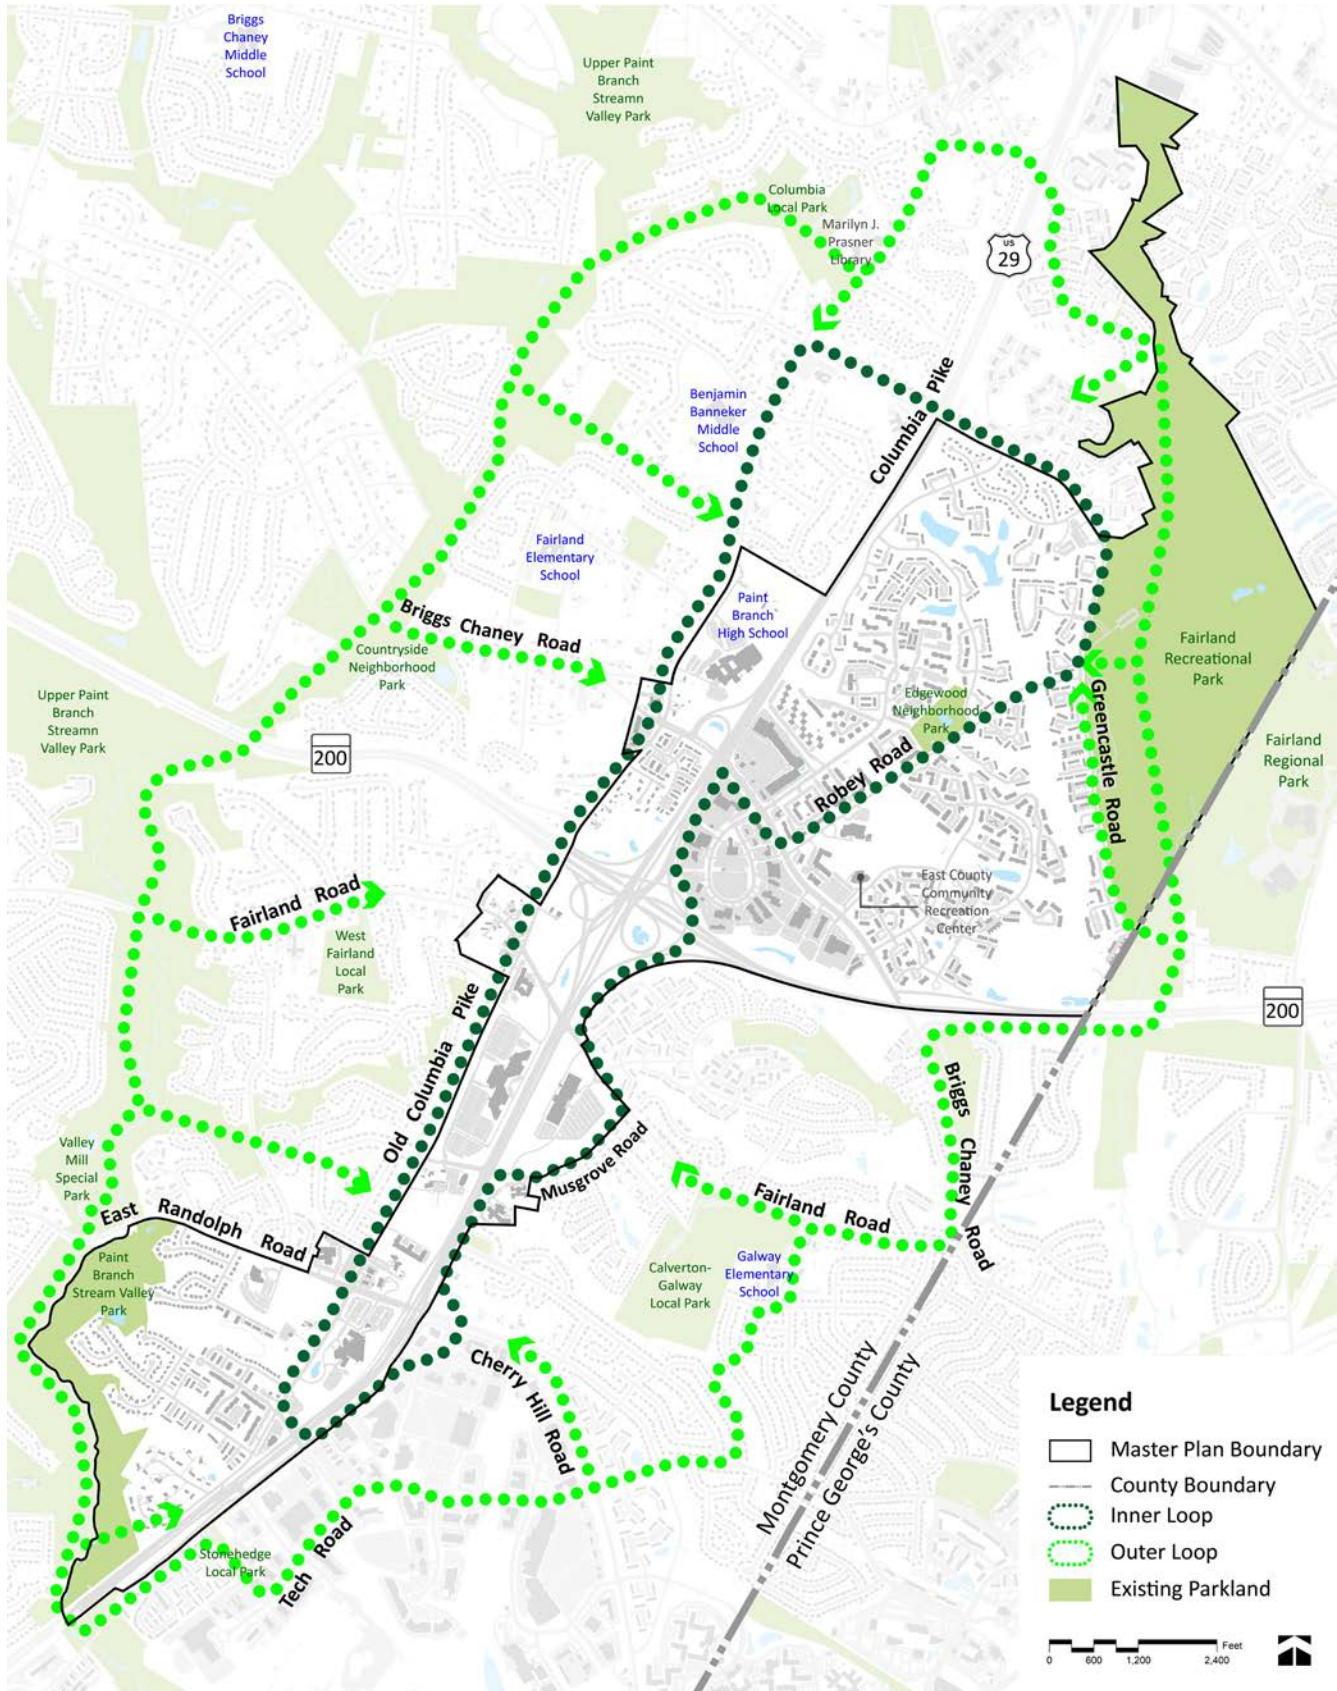 Briggs
Chaney
Middle
School
Upper Paint
Branch
Streamn
Valley Park
Columbia
Local Park
Marilyn J.
Prasner
Library
US
29
Columbia Pike
Benjamin
Banneker
Middle
School
Fairland
Elementary
School
Paint
Branch
High School
Briggs Chaney Road
Countryside
Neighborhood
Park
Upper Paint
Branch
Streamn
Valley Park
200
Fairland
Recreational
Park
Edgewood
Neighborhood
Park
Robey Road
Greencastle Road
Fairland
Regional
Park
East County
Community
Recreation
Center
Fairland Road
West
Fairland
Local
Park
Old Columbia Pike
200
Briggs Chaney Road
Musgrove Road
Valley
Mill
Special
Park
East Randolph Road
Fairland Road
Paint
Branch
Stream Valley
Park
Calverton-
Galway
Local Park
Galway
Elementary
School
Cherry Hill Road
Montgomery County
Prince George's County
Stonehedge
Local Park
Tech Road
Legend
Master Plan Boundary
County Boundary
Inner Loop
Outer Loop
Existing Parkland
Feet
0 600 1,200 2,400